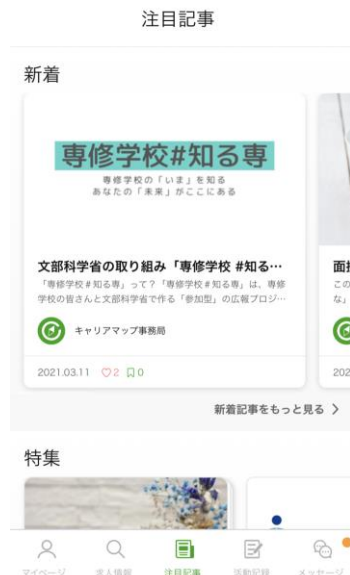 注目記事
新着
専修学校#知る専
専修学校の「いま」を知る
あなたの「未来」がここにある
文部科学省の取り組み「専修学校 #知る…
「専修学校#知る専」って？「専修学校#知る専」は、専修
学校の皆さんと文部科学省で作る「参加型」の広報プロジ…
キャリアマップ事務局
2021.03.11 2 0
面
この
な」
202
新着記事をもっと見る
特集
マイページ 求人情報 注目記事 活動記録 メッセージ